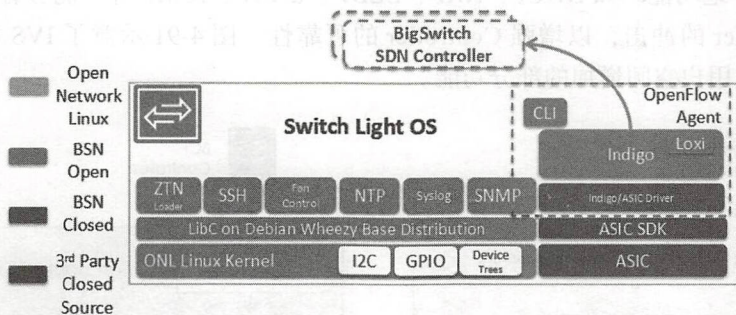 BigSwitch
SDN Controller
Open
Network
Linux
BSN
Open
BSN
Closed
3rd Party
Closed
Source
Switch Light OS
OpenFlow
Agent
CLI
Indigo
Loxi
ZTN
Loader
SSH
Fan
Control
NTP
Syslog
SNMP
Indigo/ASIC Driver
LibC on Debian Wheezy Base Distribution
ASIC SDK
ONL Linux Kernel
I2C
GPIO
Device
Trees
ASIC